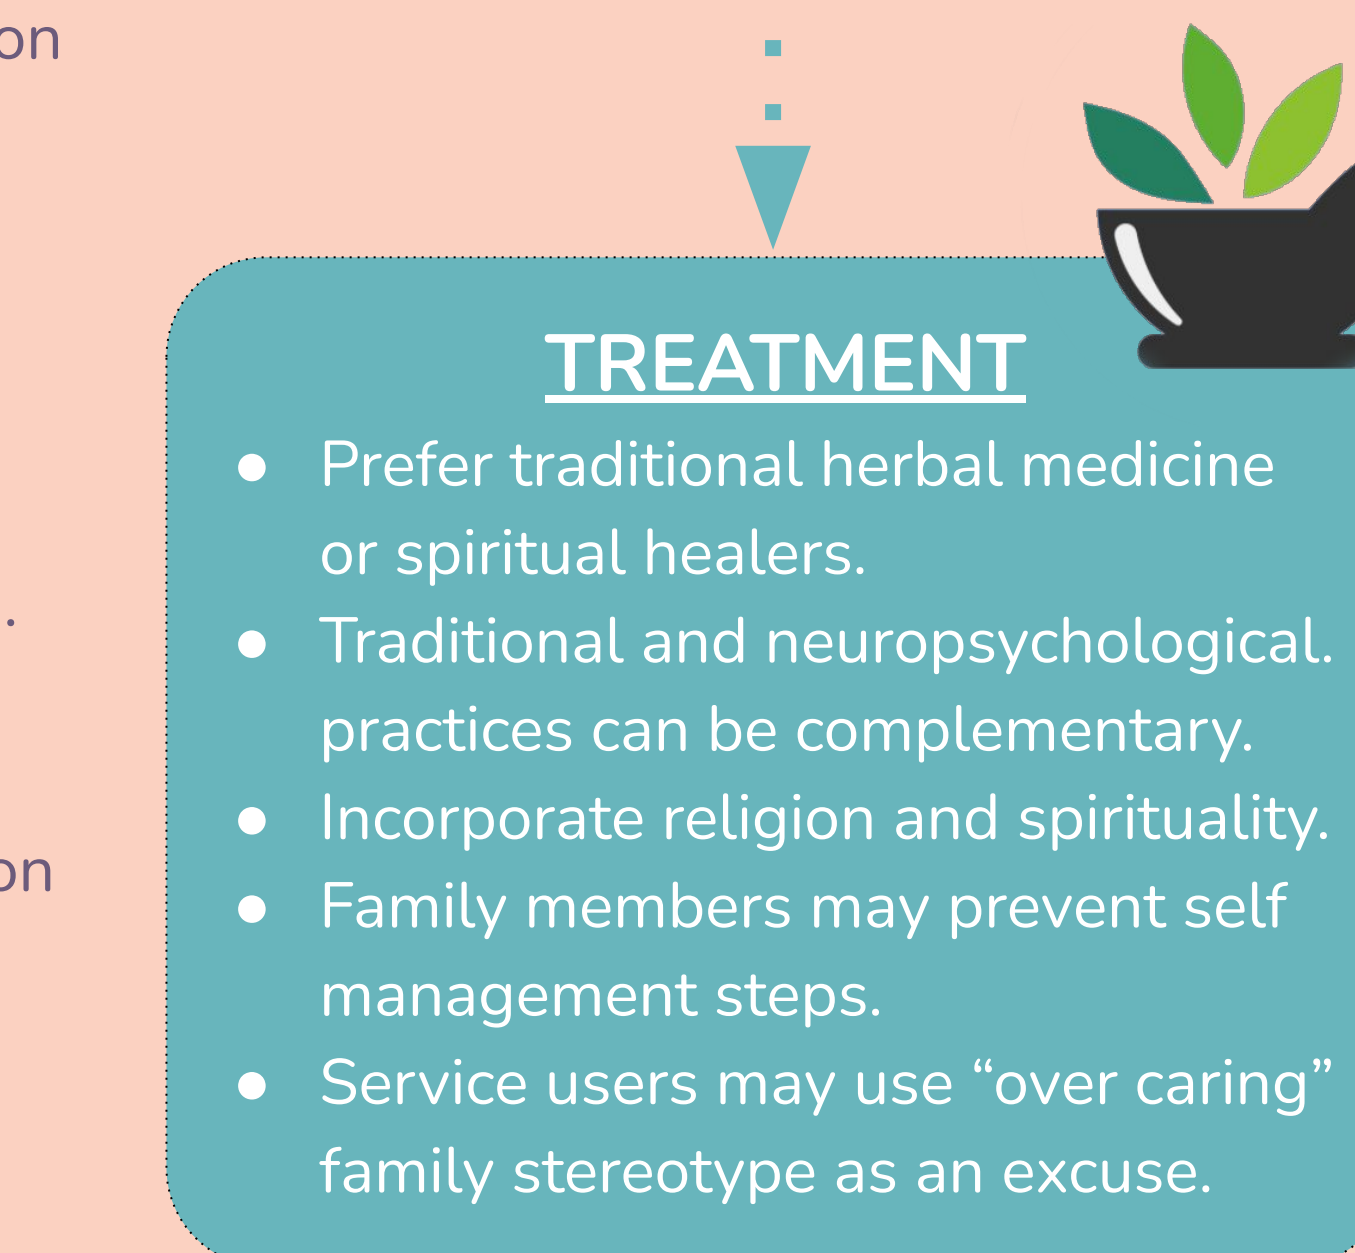 on
TREATMENT
● Prefer traditional herbal medicine
or spiritual healers.
● Traditional and neuropsychological.
practices can be complementary.
● Incorporate religion and spirituality.
● Family members may prevent self
management steps.
● Service users may use “over caring”
family stereotype as an excuse.
.
on